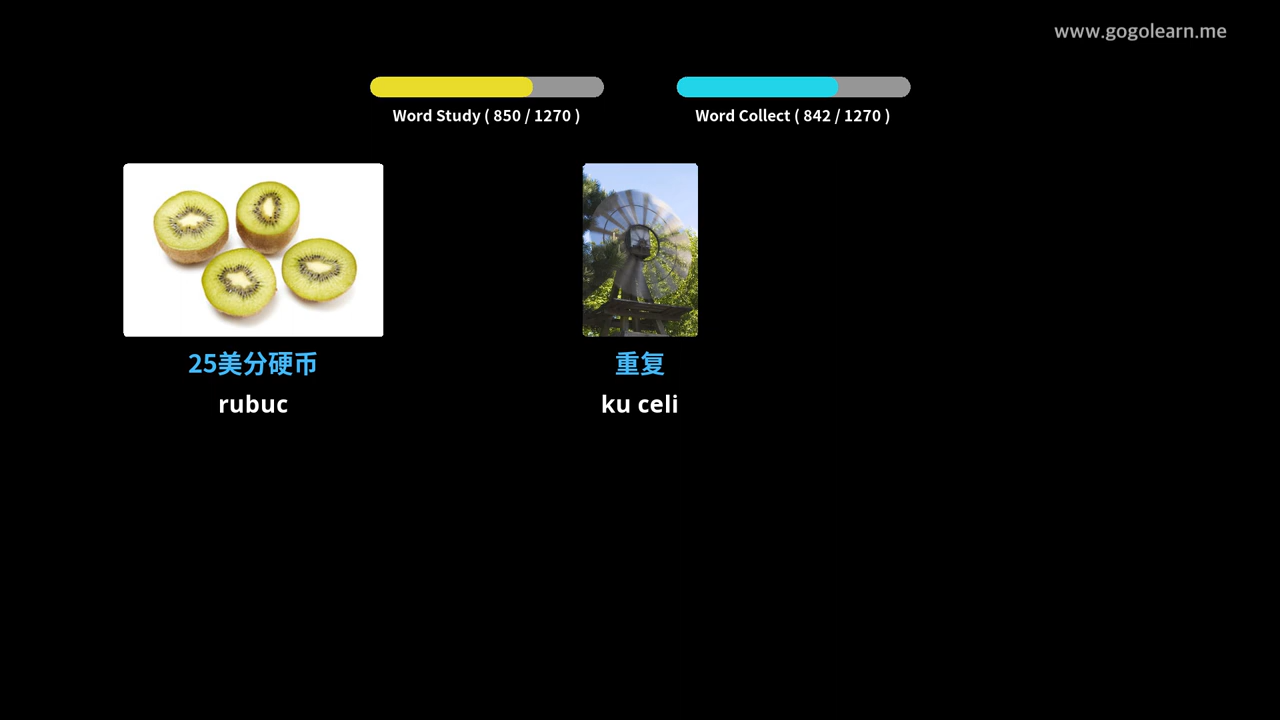 www.gogolearn.me
Word Study ( 850 / 1270 )
Word Collect ( 842 / 1270 )
25美分硬币
rubuc
重复
ku celi